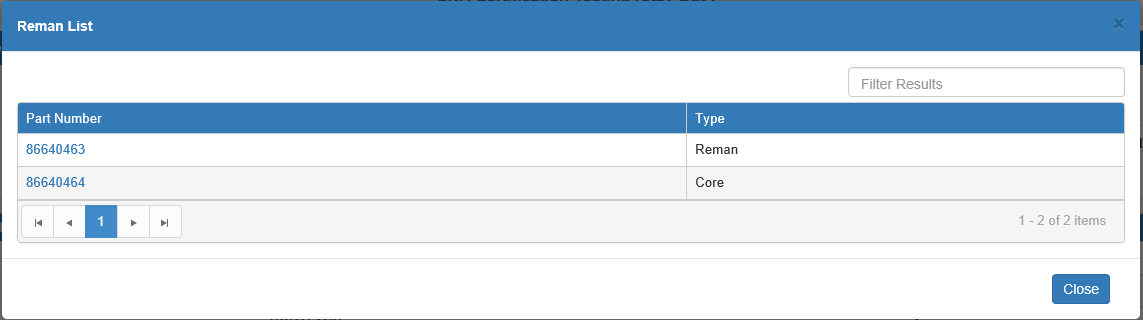 Reman List
×
Filter Results
Part Number Type
86640463 Reman
86640464 Core
1 1 - 2 of 2 items
Close